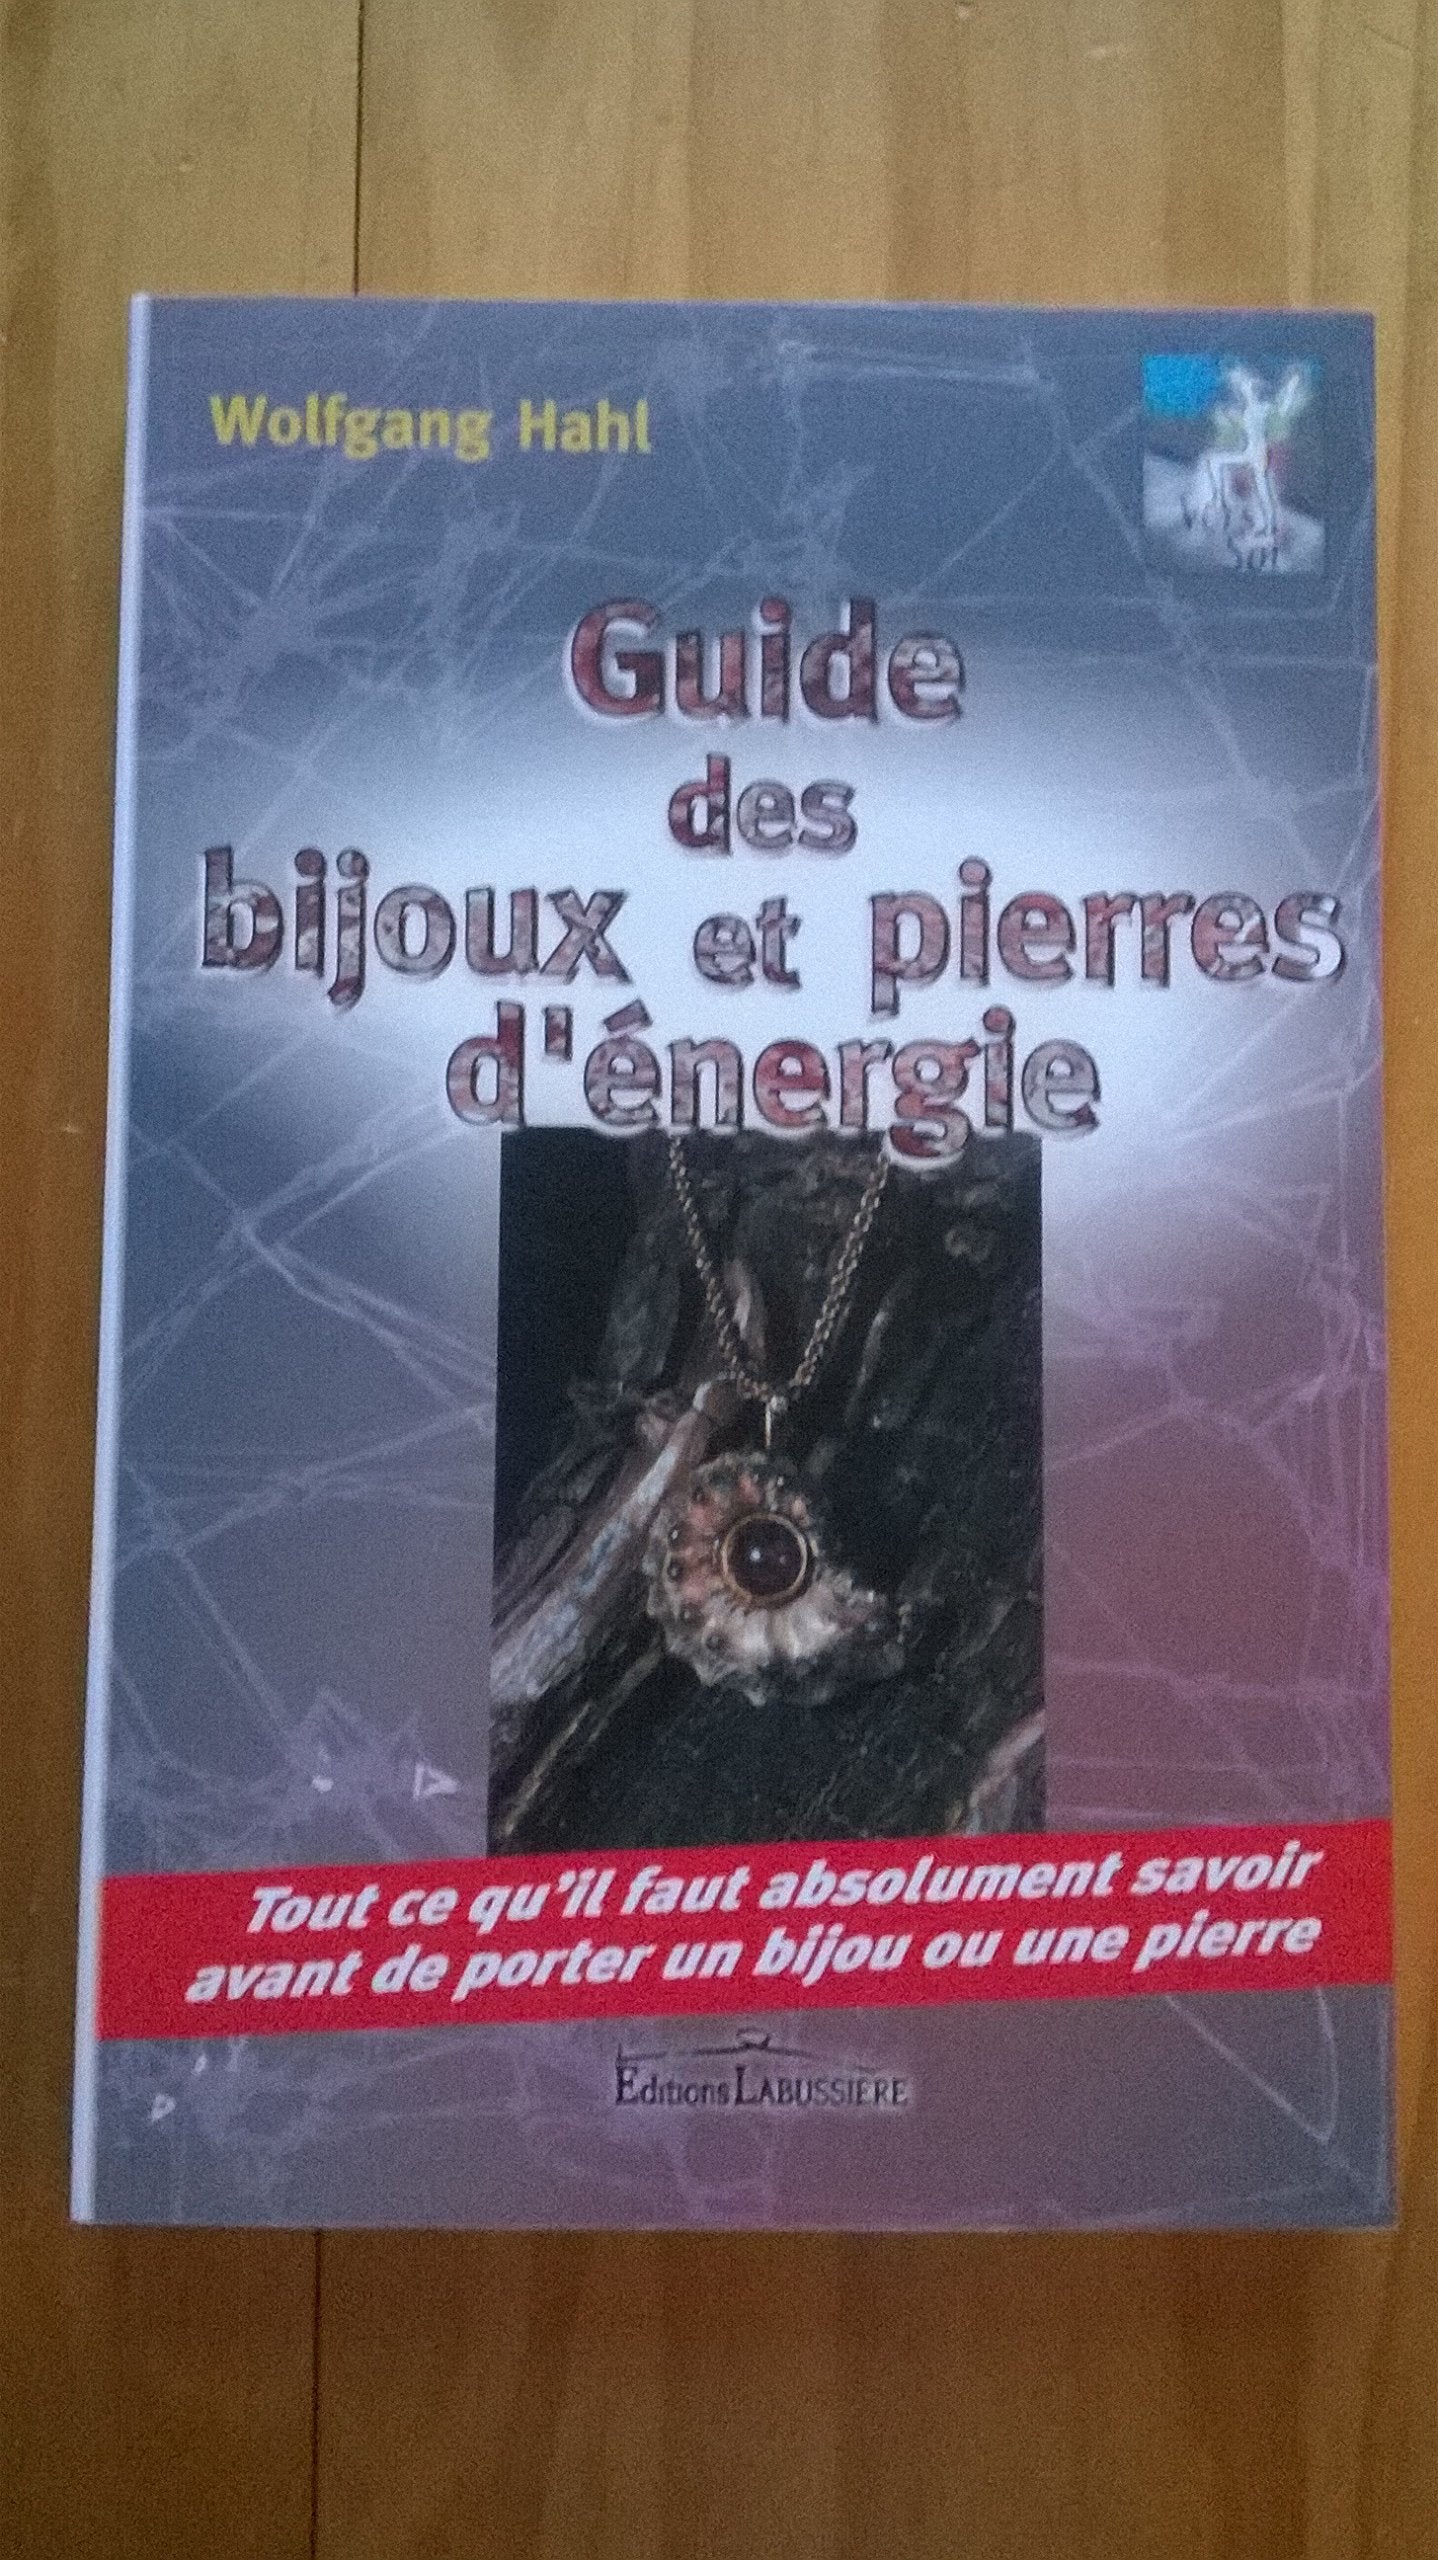 Wolfgang Hahl
Guide
des
bijoux et pierres
d'énergie
Tout ce qu'il faut absolument savoir
avant de porter un bijou ou une pierre
Editions LABUSSIÈRE